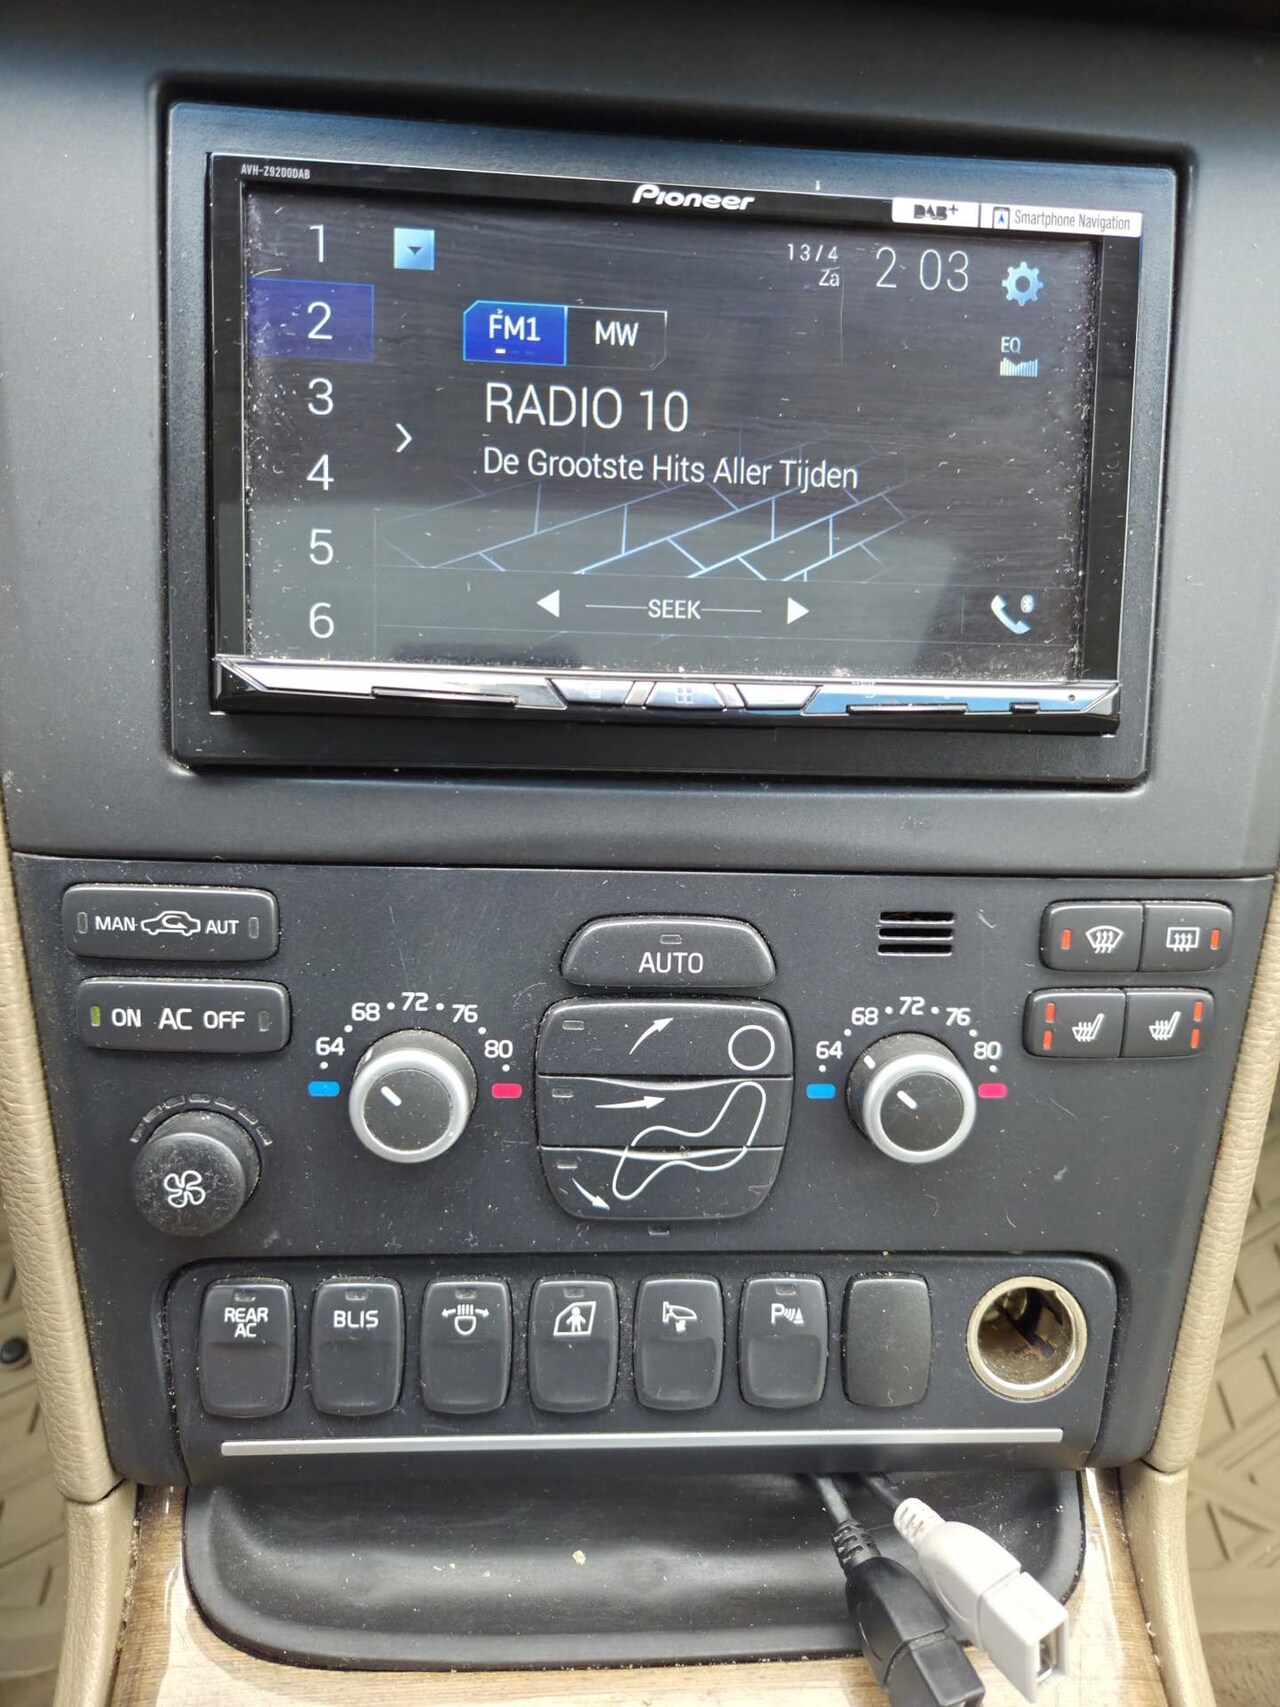 AVH-Z9200DAB
Pioneer
DAB+ Smartphone Navigation
1
2
3
4
5
6
13/4
Za
2 03
FM1 MW
EQ
RADIO 10
De Grootste Hits Aller Tijden
SEEK
MAN AUT
ON AC OFF
AUTO
64 68 72 76 80
64 68 72 76 80
REAR
AC
BLIS
P